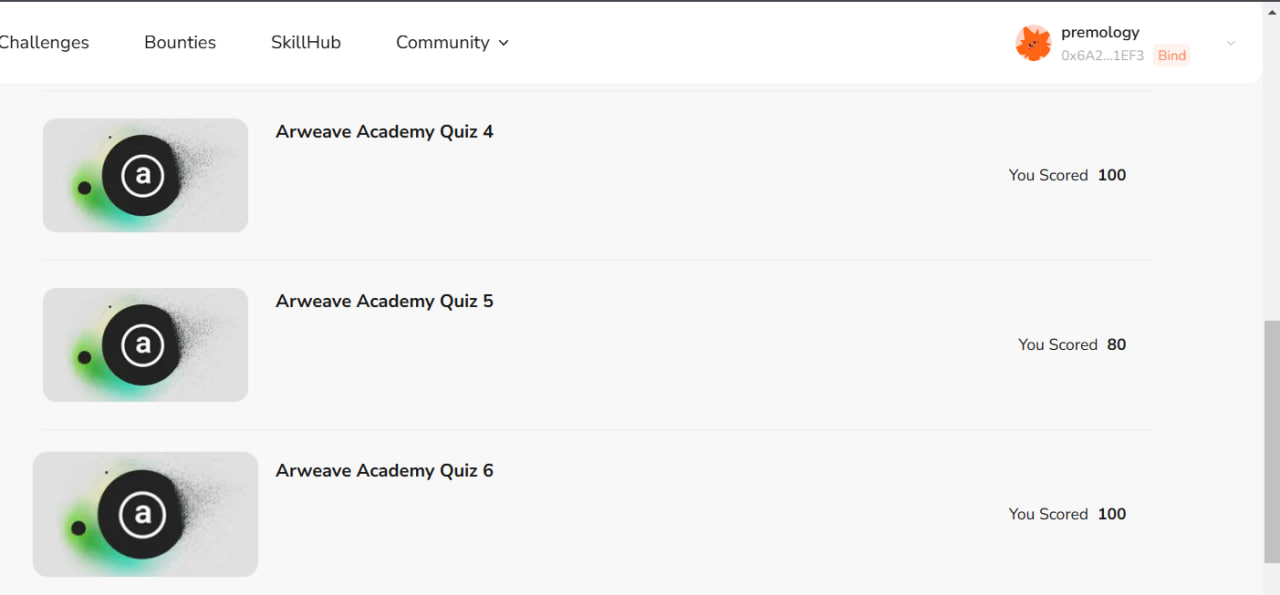 Challenges
Bounties
SkillHub
Community
premology
0x6A2...1EF3 Bind
Arweave Academy Quiz 4
a
You Scored 100
Arweave Academy Quiz 5
a
You Scored 80
Arweave Academy Quiz 6
a
You Scored 100